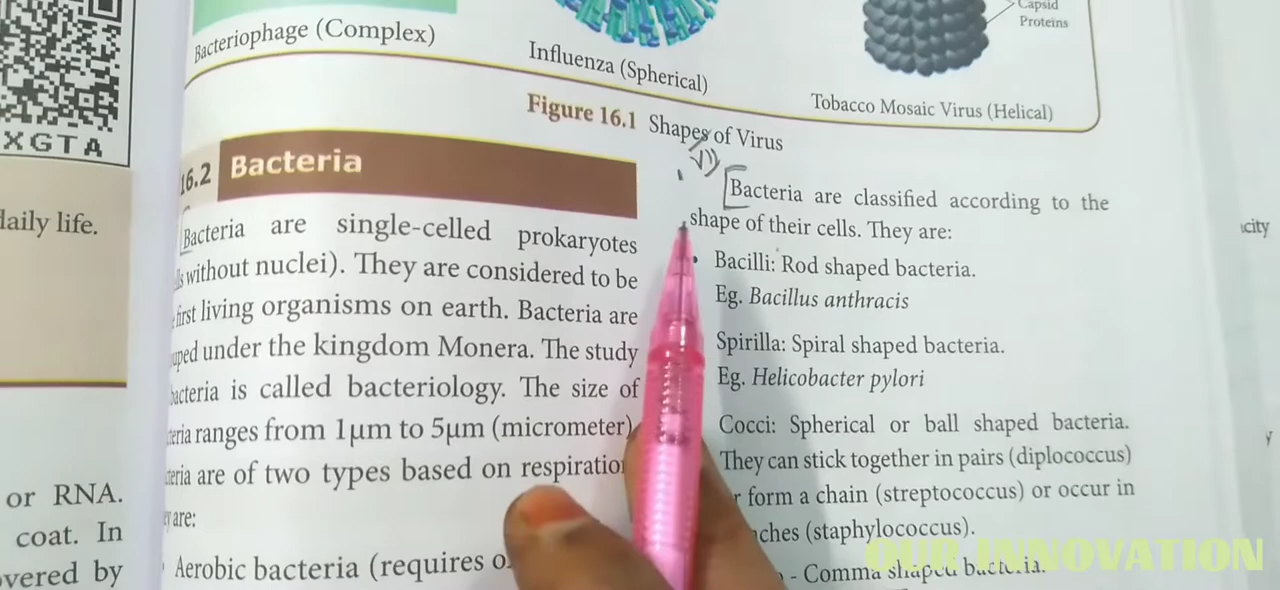 XGTA
daily life.
or RNA.
coat. In
overed by
Bacteriophage (Complex)
Influenza (Spherical)
Capsid
Proteins
Tobacco Mosaic Virus (Helical)
Figure 16.1 Shapes of Virus
16.2 Bacteria
Bacteria are single-celled prokaryotes
without nuclei). They are considered to be
first living organisms on earth. Bacteria are
under the kingdom Monera. The study
bacteria is called bacteriology. The size of
ranges from 1µm to 5µm (micrometer)
are of two types based on respiration
are:
Aerobic bacteria (requires
Bacteria are classified according to the
shape of their cells. They are:
• Bacilli: Rod shaped bacteria.
Eg. Bacillus anthracis
Spirilla: Spiral shaped bacteria.
Eg. Helicobacter pylori
Cocci: Spherical or ball shaped bacteria.
They can stick together in pairs (diplococcus)
form a chain (streptococcus) or occur in
(staphylococcus).
- Comma shaped bacteria.
OUR INNOVATION